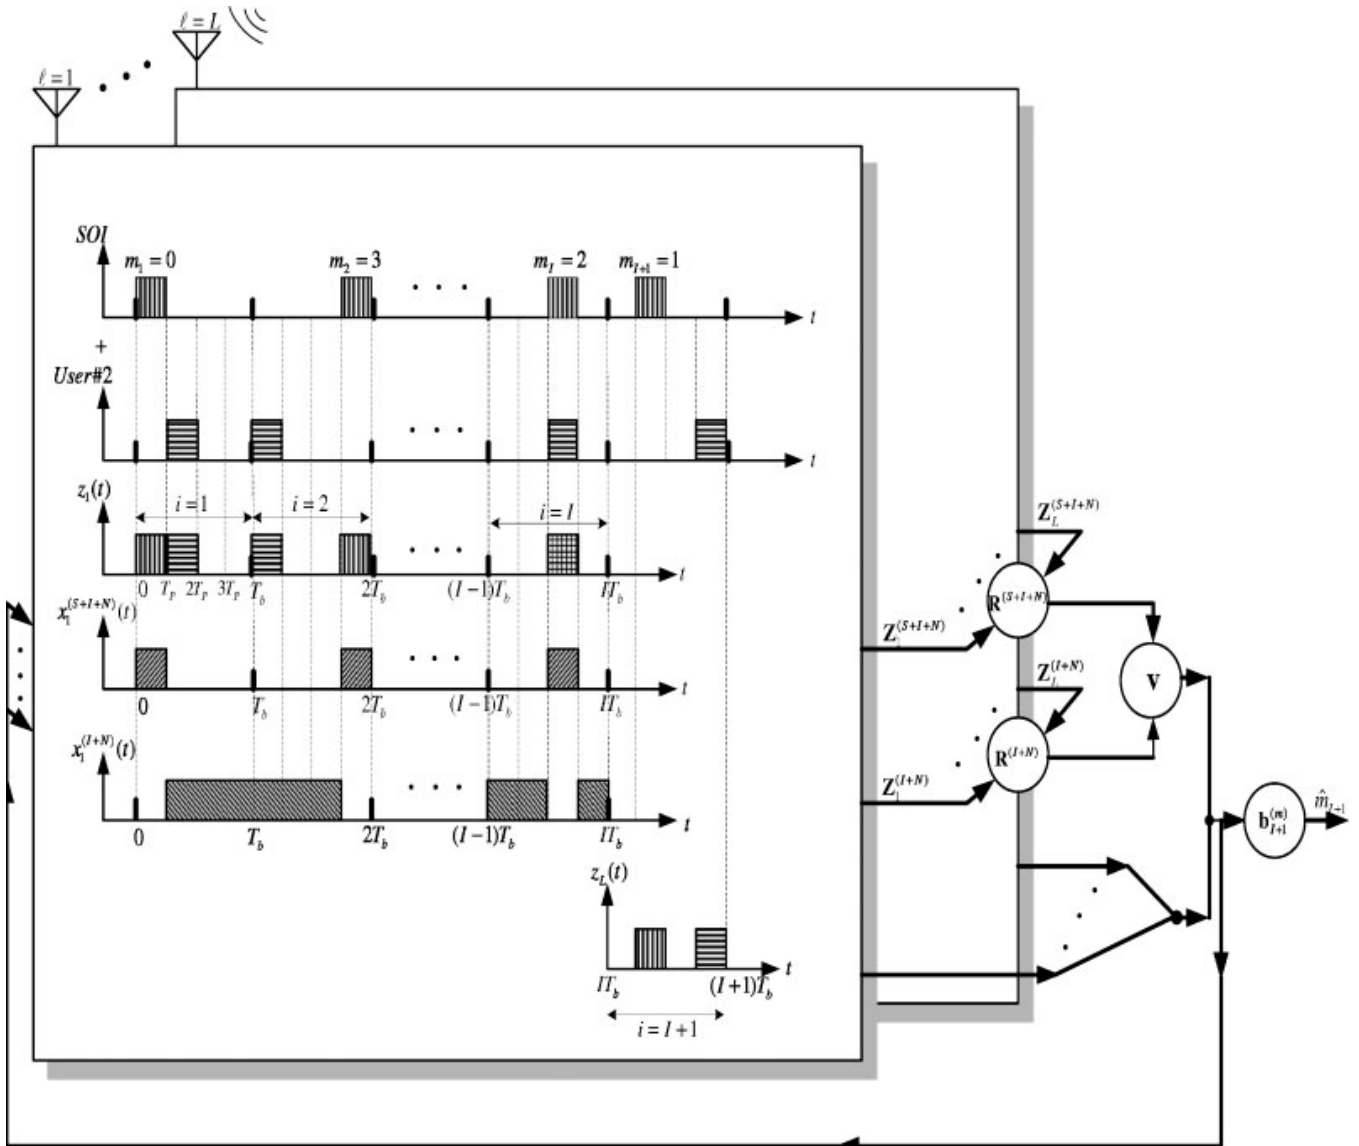 ℓ = L
ℓ = 1
SOI
m₁ = 0 m₂ = 3 . . . m_I = 2 m_{I+1} = 1
t
+
User#2
. . .
t
z₁(t)
i = 1 i = 2 i = I
. . .
t
0 T_p 2T_p 3T_p T_b 2T_b (I−1)T_b IT_b
x₁^{(S+I+N)}(t)
. . .
t
0 T_b 2T_b (I−1)T_b IT_b
x₁^{(I+N)}(t)
. . .
t
0 T_b 2T_b (I−1)T_b IT_b
z_L(t)
t
IT_b (I+1)T_b
i = I+1
Z_L^{(S+I+N)}
R^{(S+I+N)}
Z_1^{(S+I+N)}
Z_L^{(I+N)}
R^{(I+N)}
Z_1^{(I+N)}
V
b_{I+1}^{(m)}
m̂_{I+1}